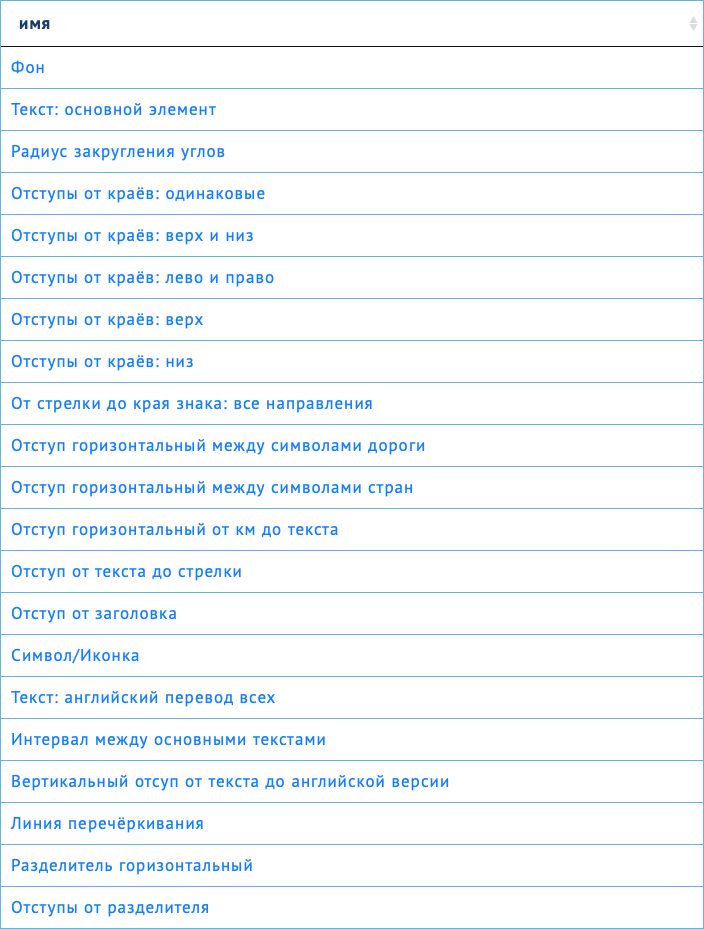 имя
Фон
Текст: основной элемент
Радиус закругления углов
Отступы от краёв: одинаковые
Отступы от краёв: верх и низ
Отступы от краёв: лево и право
Отступы от краёв: верх
Отступы от краёв: низ
От стрелки до края знака: все направления
Отступ горизонтальный между символами дороги
Отступ горизонтальный между символами стран
Отступ горизонтальный от км до текста
Отступ от текста до стрелки
Отступ от заголовка
Символ/Иконка
Текст: английский перевод всех
Интервал между основными текстами
Вертикальный отсуп от текста до английской версии
Линия перечёркивания
Разделитель горизонтальный
Отступы от разделителя